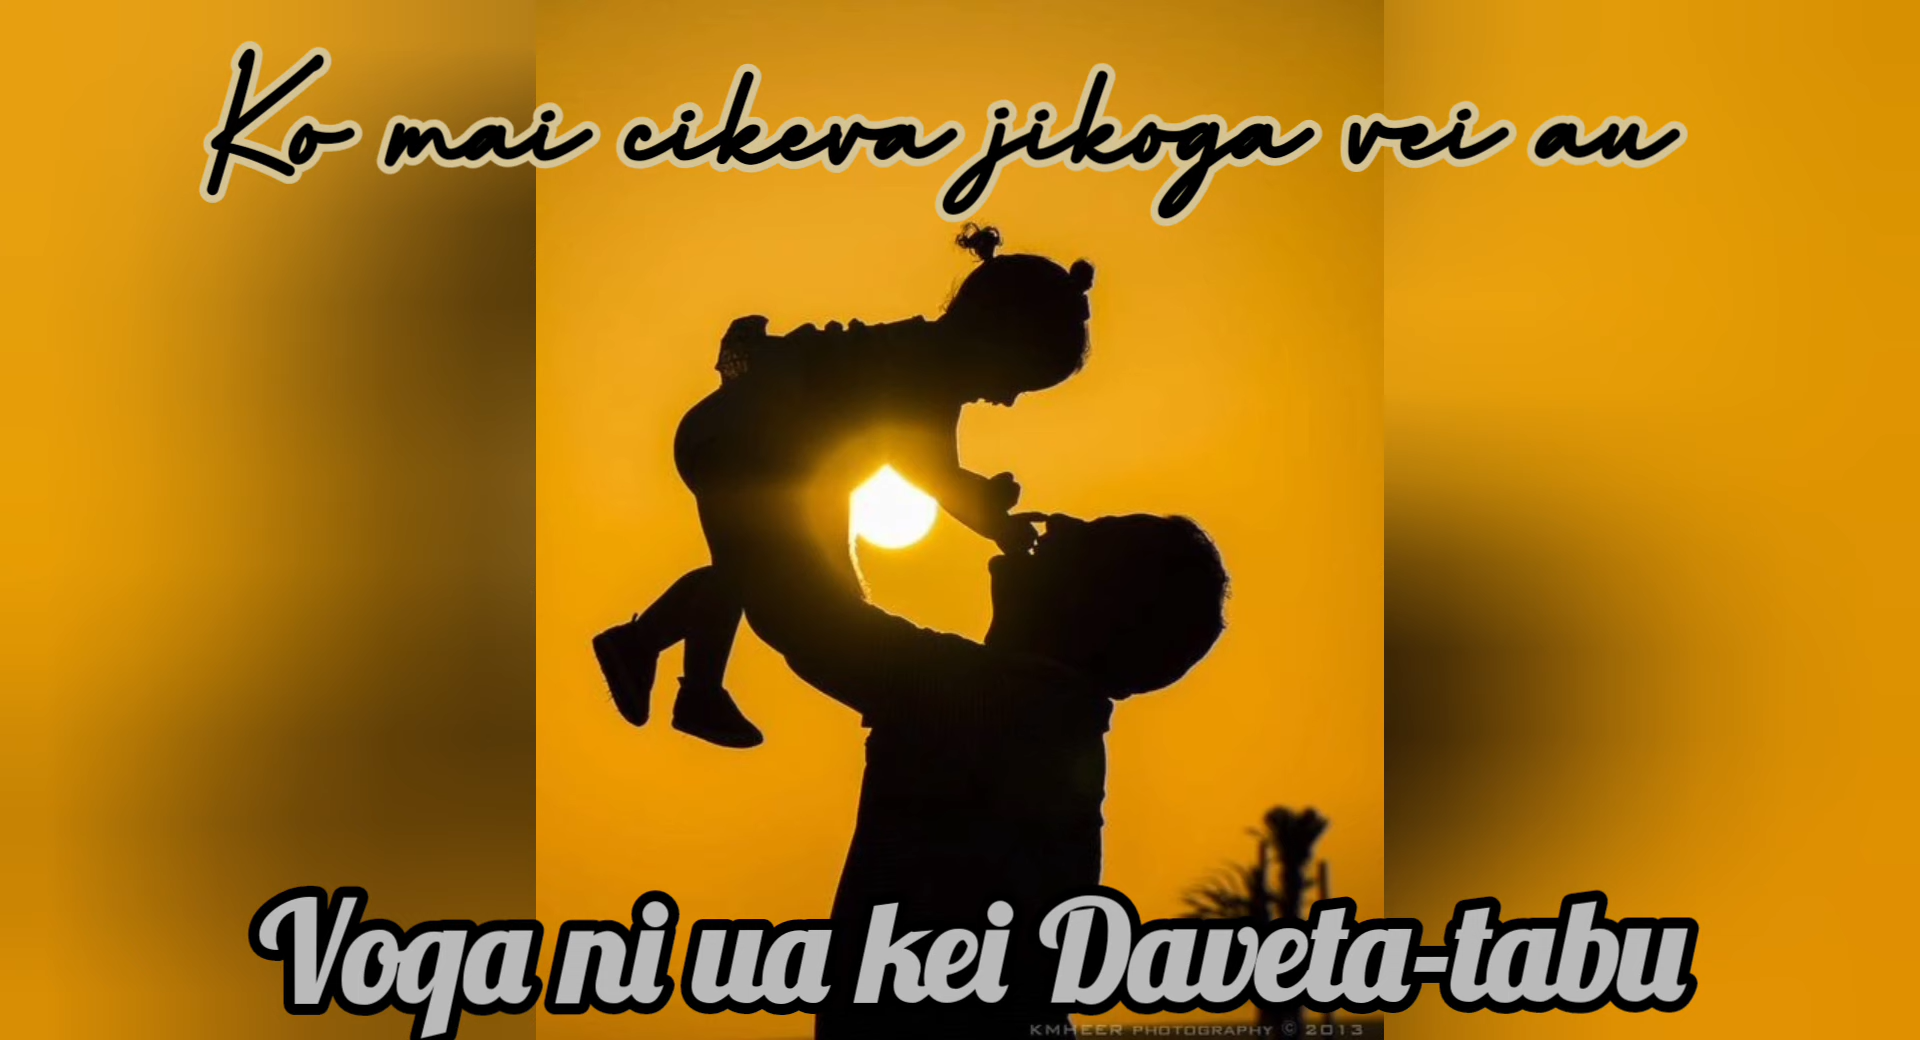 Ko mai cikeva jikoga vei au
Voqa ni ua kei Daveta-tabu
KMHEER PHOTOGRAPHY © 2013